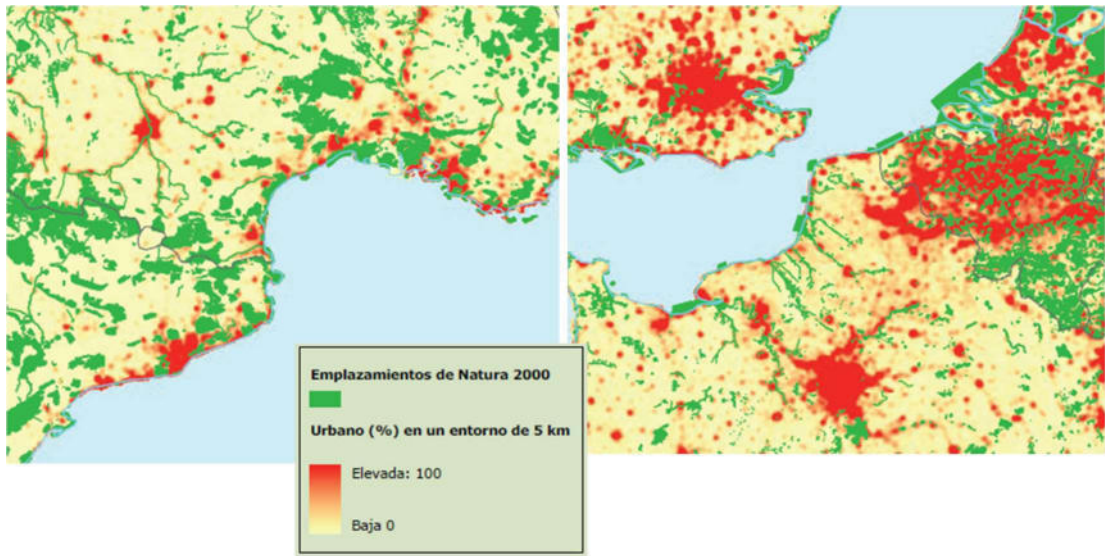 Emplazamientos de Natura 2000
Urbano (%) en un entorno de 5 km
Elevada: 100
Baja 0